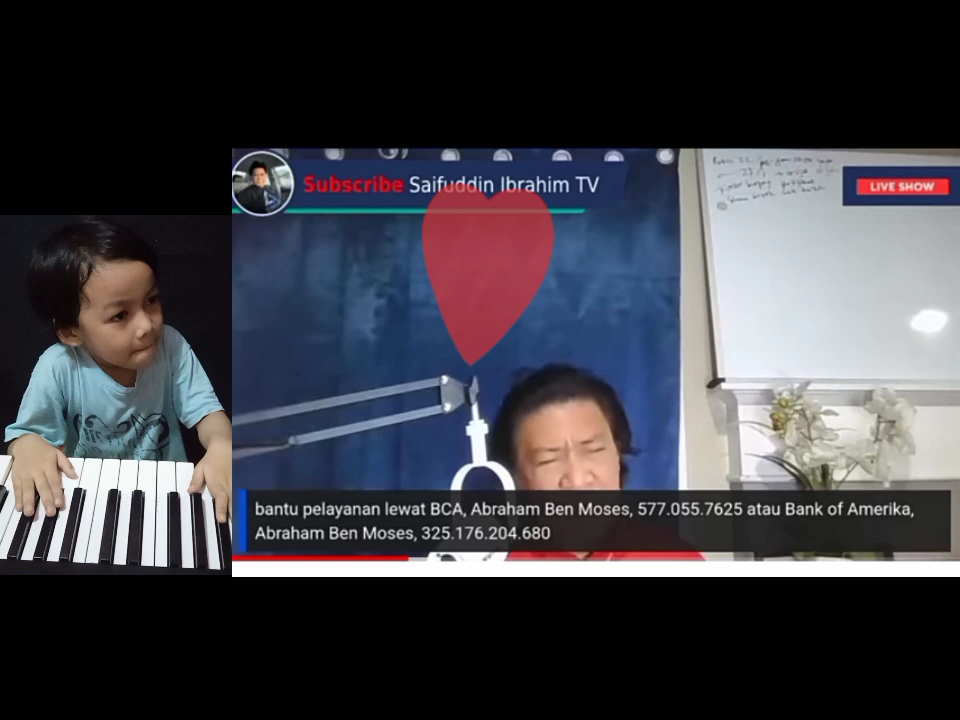 Subscribe Saifuddin Ibrahim TV
LIVE SHOW
bantu pelayanan lewat BCA, Abraham Ben Moses, 577.055.7625 atau Bank of Amerika,
Abraham Ben Moses, 325.176.204.680